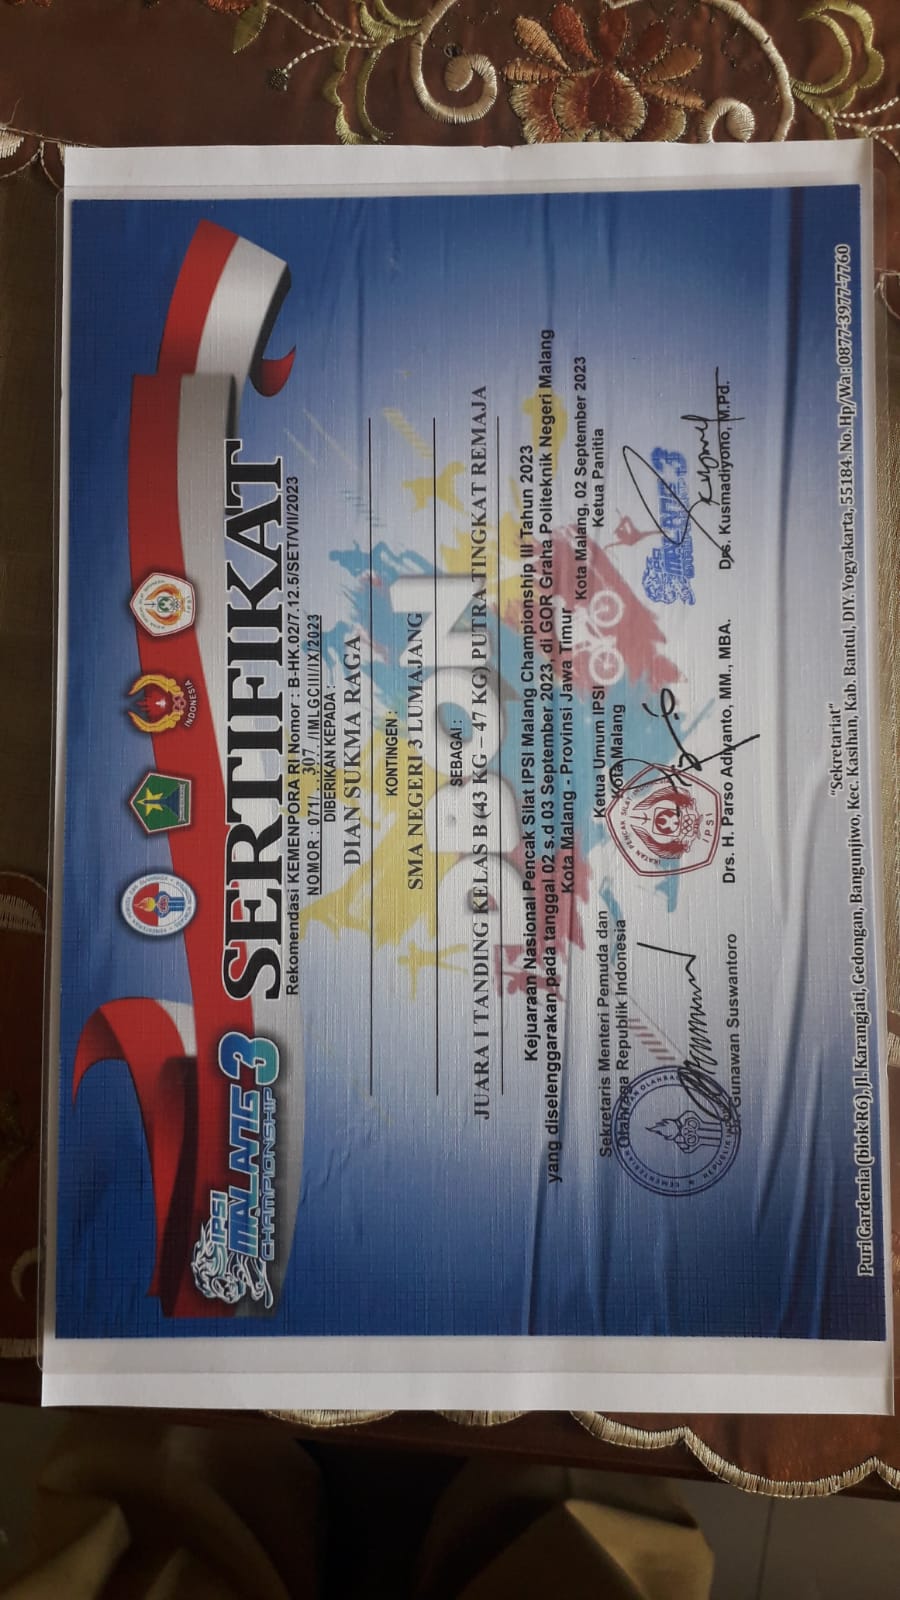 IPSI
MALANG 3
CHAMPIONSHIP
INDONESIA
IPSI
SERTIFIKAT
Rekomendasi KEMENPORA RI Nomor : B-HK.02/7.12.5/SET/VII/2023
NOMOR : 071/ ..307. /IMLGCIII/IX/2023
DIBERIKAN KEPADA :
DIAN SUKMA RAGA
KONTINGEN :
SMA NEGERI 3 LUMAJANG
SEBAGAI :
JUARA I TANDING KELAS B (43 KG – 47 KG) PUTRA TINGKAT REMAJA
Kejuaraan Nasional Pencak Silat IPSI Malang Championship III Tahun 2023
yang diselenggarakan pada tanggal 02 s.d 03 September 2023, di GOR Graha Politeknik Negeri Malang
Kota Malang - Provinsi Jawa Timur
Kota Malang, 02 September 2023
Sekretaris Menteri Pemuda dan
Olahraga Republik Indonesia
Ketua Umum IPSI
Kota Malang
Ketua Panitia
IPSI
IPSI
MALANG 3
Gunawan Suswantoro
Drs. H. Parso Adiyanto, MM., MBA.
Drs. Kusmadiyono, M.Pd.
"Sekretariat"
Puri Gardenia (blok R6), Jl. Karangjati, Gedongan, Bangunjiwo, Kec. Kasihan, Kab. Bantul, DIY. Yogyakarta, 55184. No. Hp/Wa : 0877-3977-7760